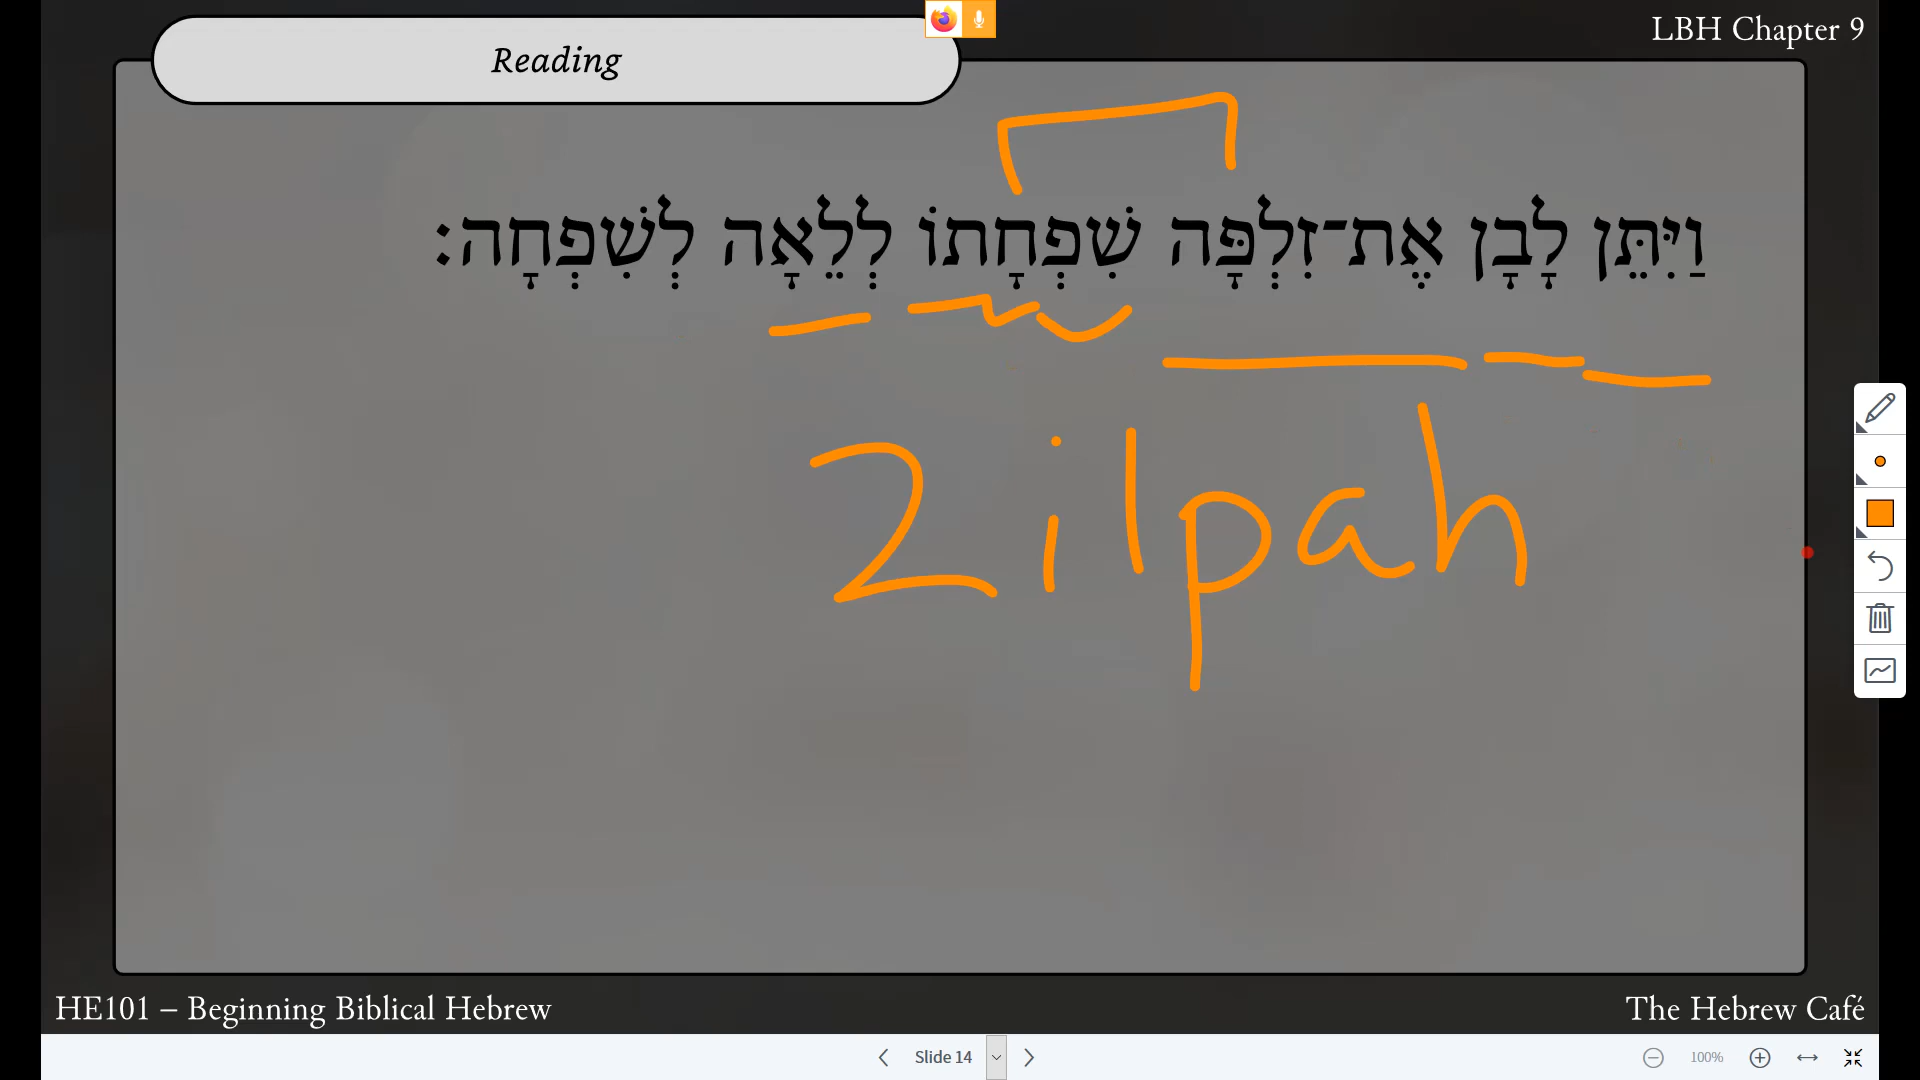 LBH Chapter 9
Reading
וַיִּתֵּן לָבָן אֶת־זִלְפָּה שִׁפְחָתוֹ לְלֵאָה לְשִׁפְחָה׃
Zilpah
HE101 – Beginning Biblical Hebrew
The Hebrew Café
Slide 14
100%